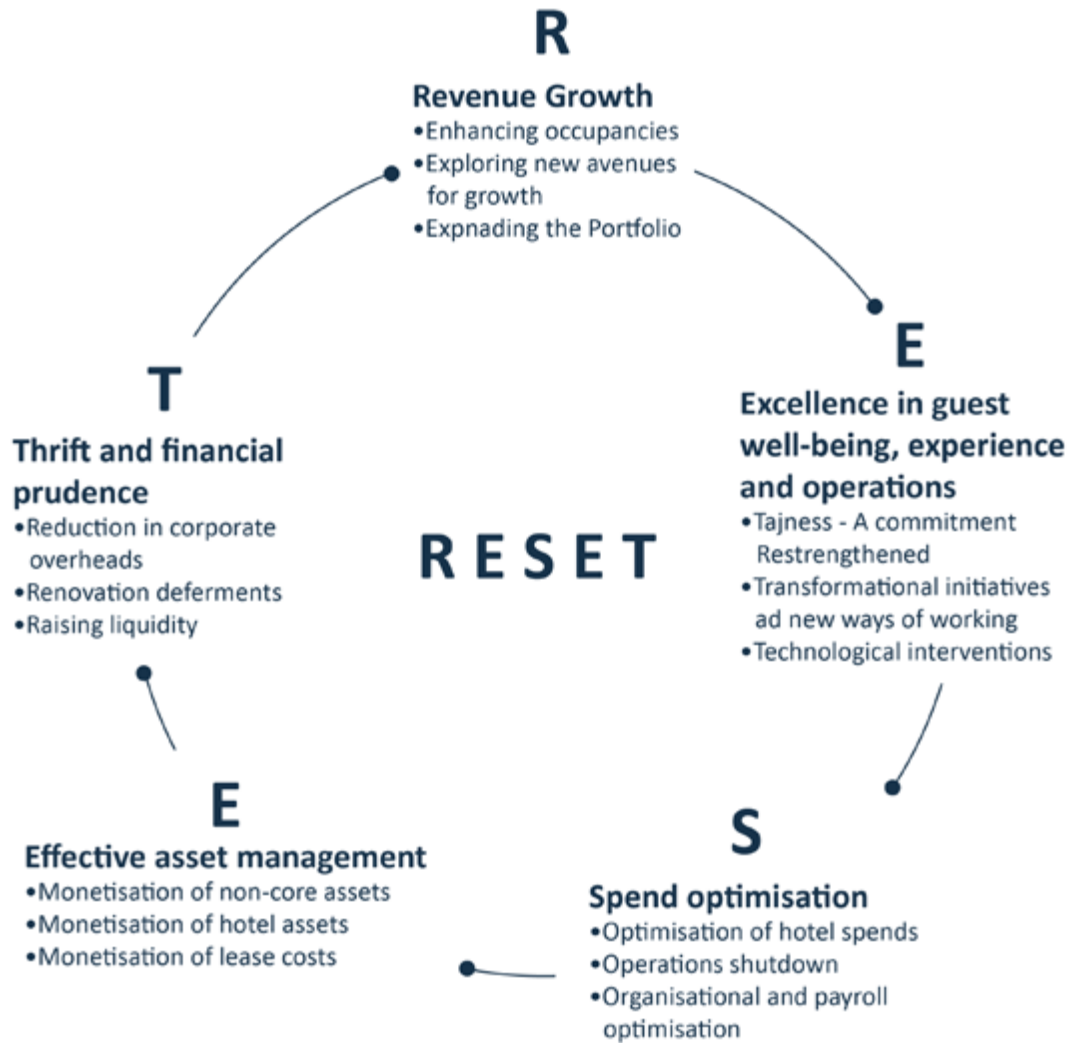 R
Revenue Growth
•Enhancing occupancies
•Exploring new avenues
for growth
•Expnading the Portfolio
E
Excellence in guest
well-being, experience
and operations
•Tajness - A commitment
Restrengthened
•Transformational initiatives
ad new ways of working
•Technological interventions
S
Spend optimisation
•Optimisation of hotel spends
•Operations shutdown
•Organisational and payroll
optimisation
E
Effective asset management
•Monetisation of non-core assets
•Monetisation of hotel assets
•Monetisation of lease costs
T
Thrift and financial
prudence
•Reduction in corporate
overheads
•Renovation deferments
•Raising liquidity
R E S E T